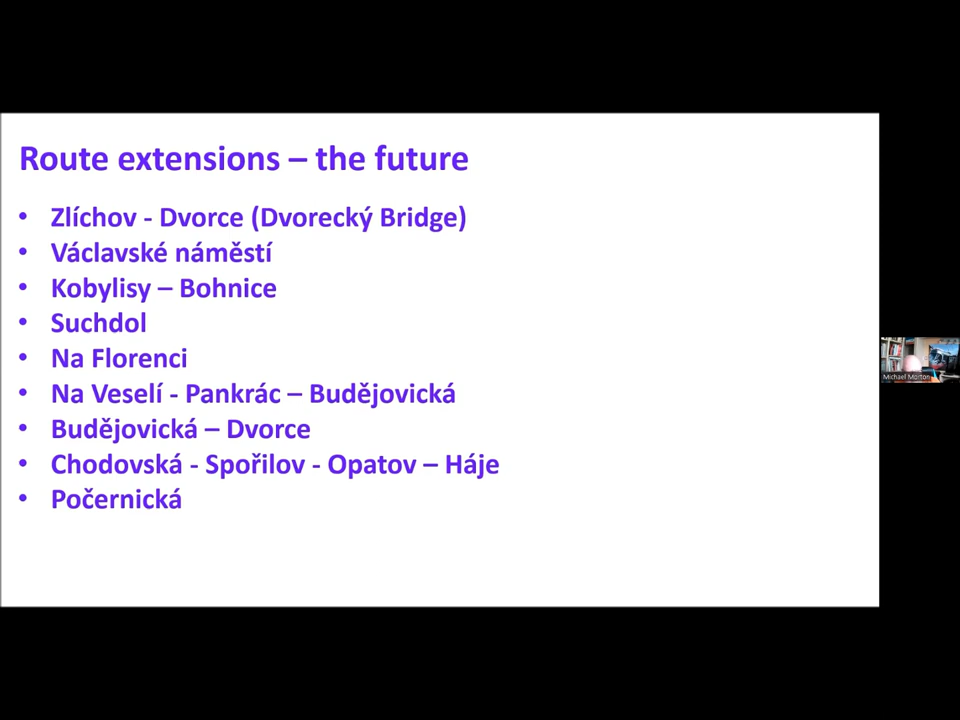 Route extensions – the future
• Zlíchov - Dvorce (Dvorecký Bridge)
• Václavské náměstí
• Kobylisy – Bohnice
• Suchdol
• Na Florenci
• Na Veselí - Pankrác – Budějovická
• Budějovická – Dvorce
• Chodovská - Spořilov - Opatov – Háje
• Počernická
Michael Morton